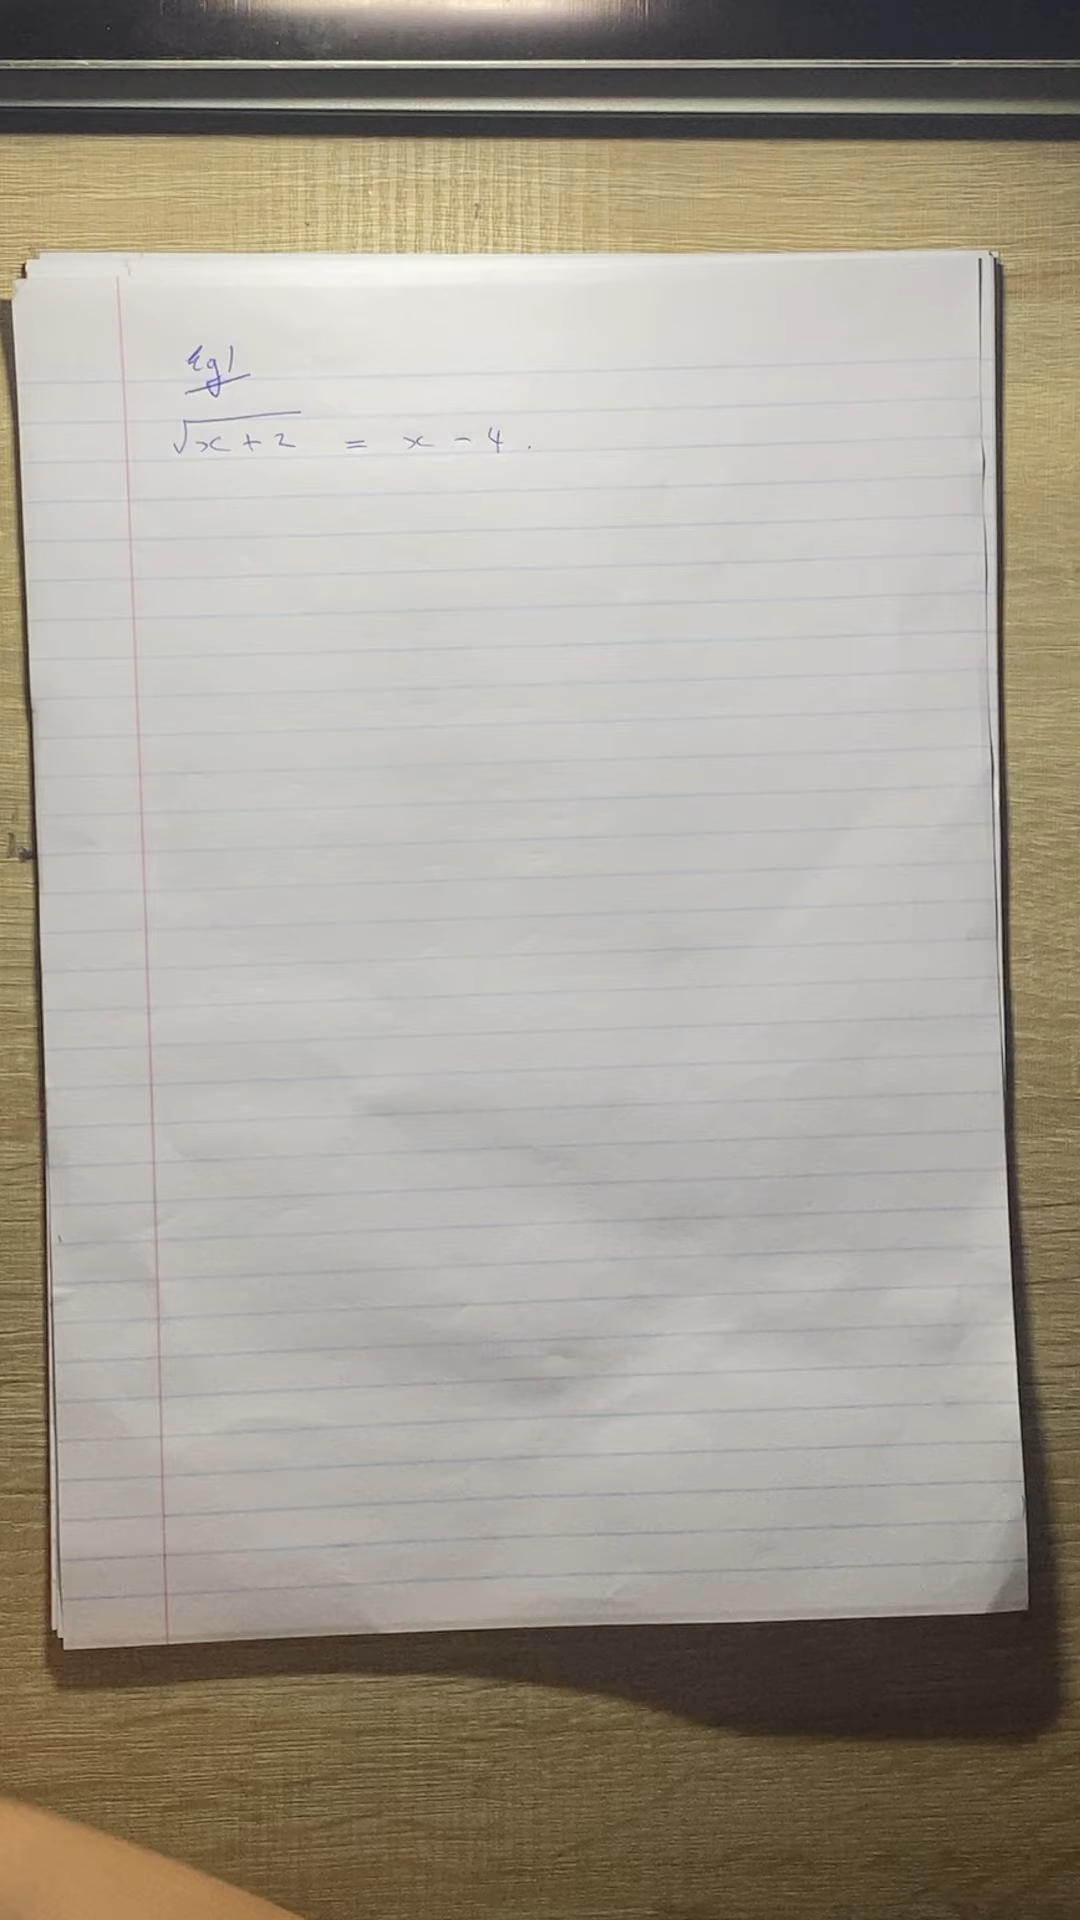 Eg1
√x + 2 = x - 4.